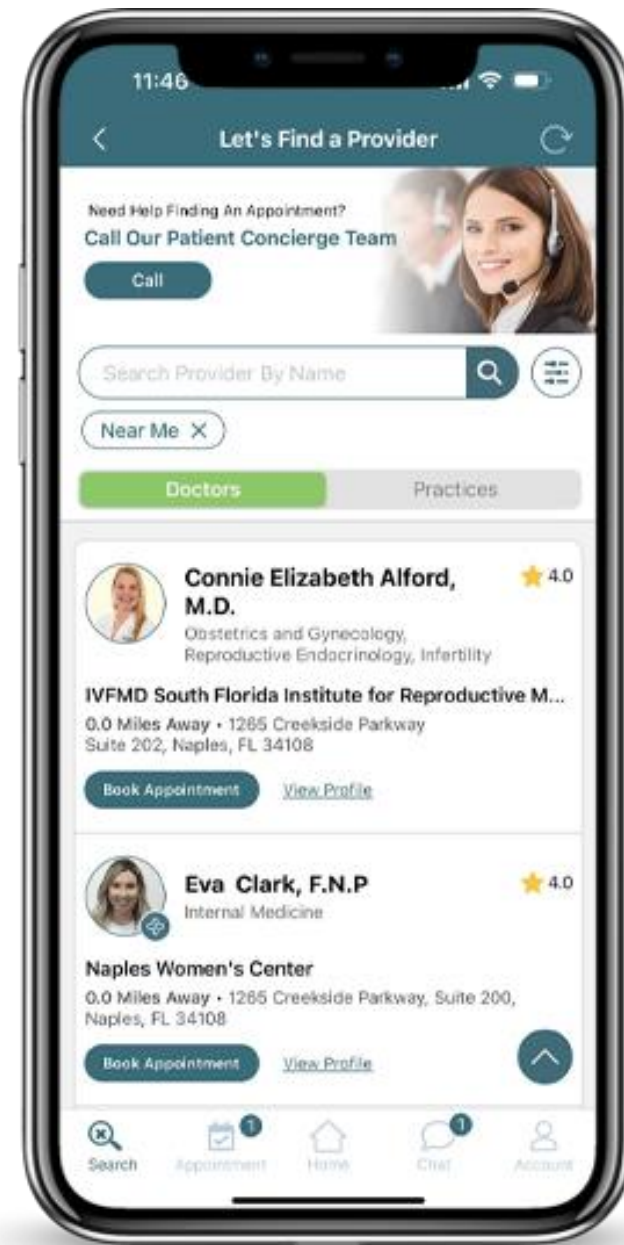 11:46
Let's Find a Provider
Need Help Finding An Appointment?
Call Our Patient Concierge Team
Call
Search Provider By Name
Near Me
Doctors
Practices
Connie Elizabeth Alford,
4.0
M.D.
Obstetrics and Gynecology,
Reproductive Endocrinology, Infertility
IVFMD South Florida Institute for Reproductive M...
0.0 Miles Away • 1265 Creekside Parkway
Suite 202, Naples, FL 34108
Book Appointment
View Profile
Eva Clark, F.N.P
4.0
Internal Medicine
Naples Women's Center
0.0 Miles Away • 1265 Creekside Parkway, Suite 200,
Naples, FL 34108
Book Appointment
View Profile
1
1
Search
Appointment
Home
Chat
Account